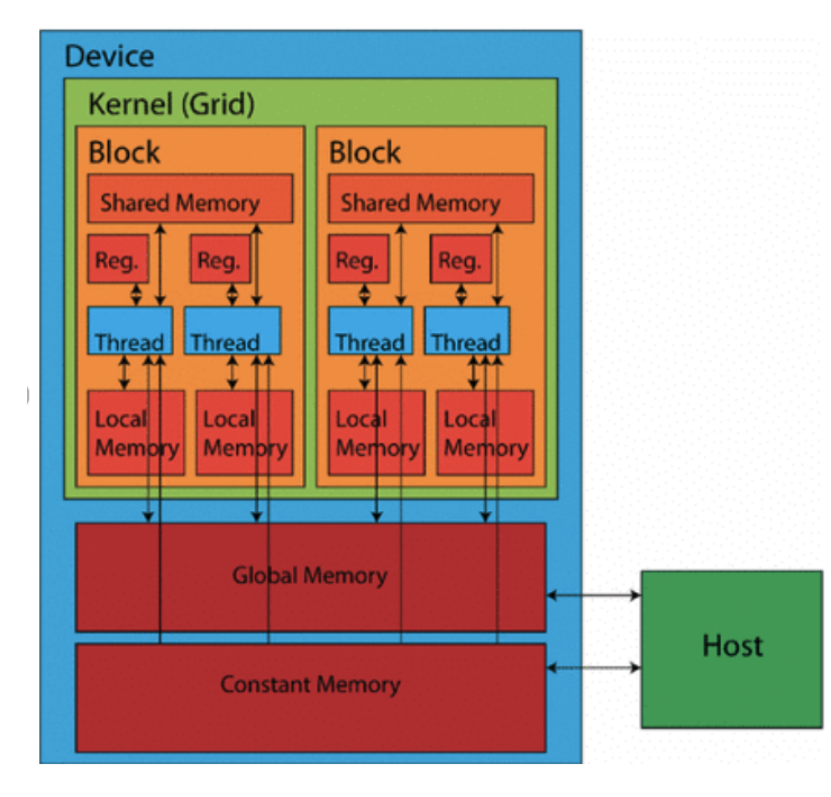 Device
Kernel (Grid)
Block
Block
Shared Memory
Shared Memory
Reg.
Reg.
Reg.
Reg.
Thread
Thread
Thread
Thread
Local
Memory
Local
Memory
Local
Memory
Local
Memory
Global Memory
Constant Memory
Host